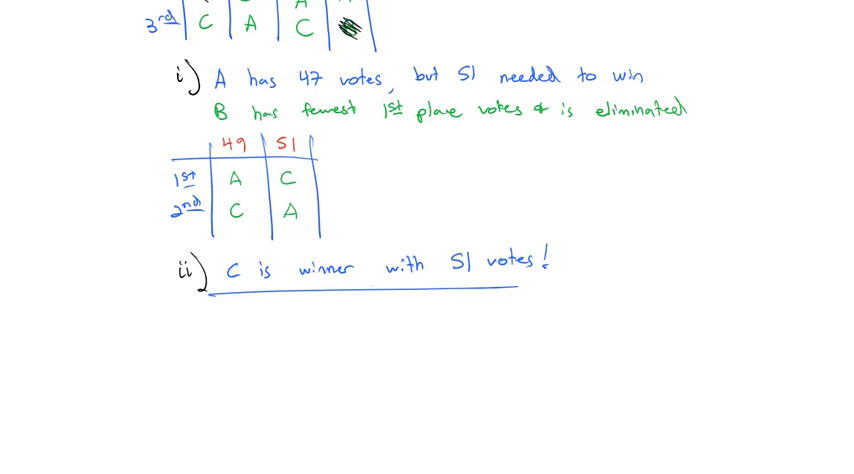 A
3rd C A C
i) A has 47 votes, but 51 needed to win
B has fewest 1st place votes & is eliminated
49 51
1st A C
2nd C A
ii) C is winner with 51 votes!